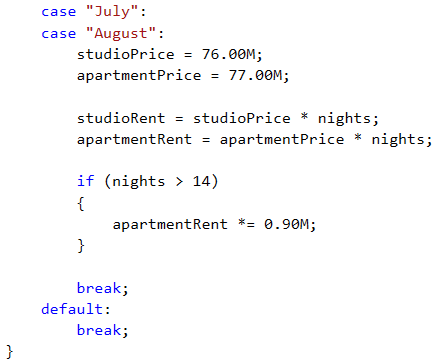 case "July":
case "August":
studioPrice = 76.00M;
apartmentPrice = 77.00M;
studioRent = studioPrice * nights;
apartmentRent = apartmentPrice * nights;
if (nights > 14)
{
apartmentRent *= 0.90M;
}
break;
default:
break;
}